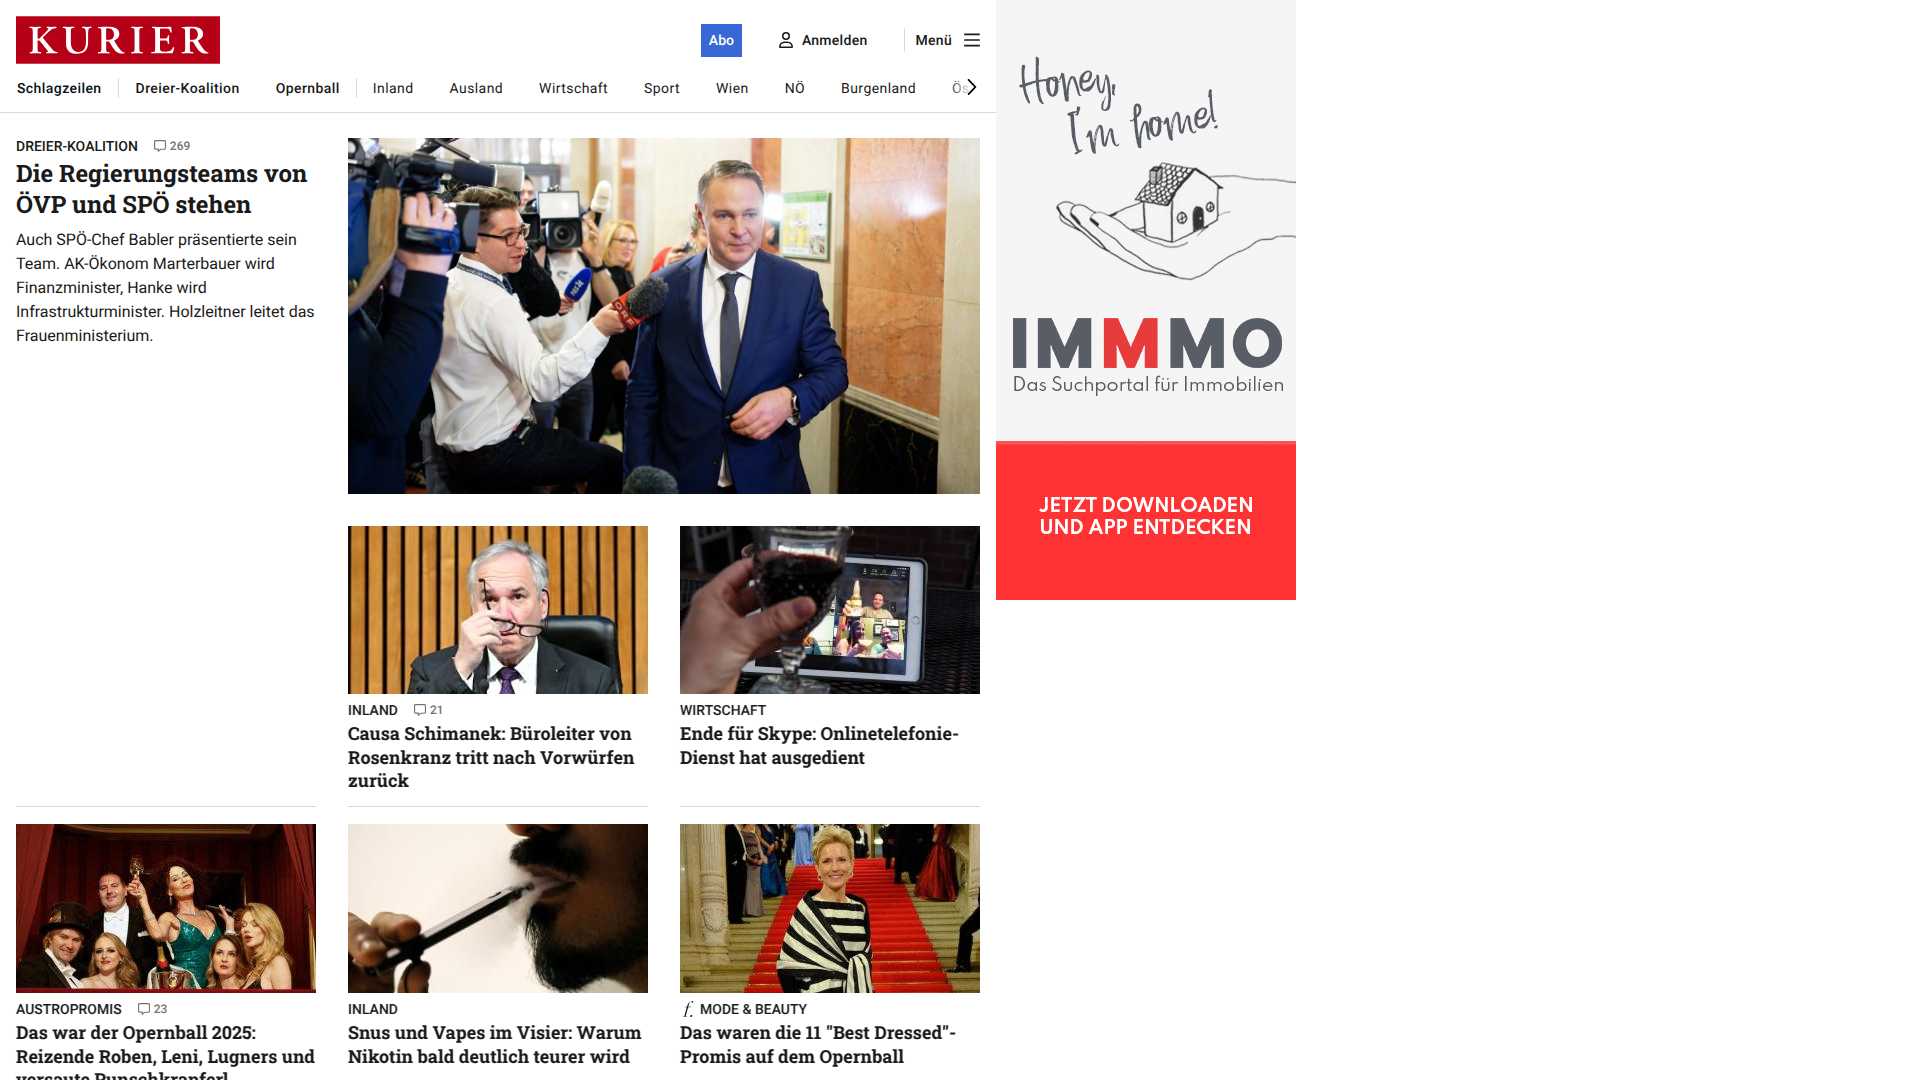 KURIER
Abo
Anmelden
Menü
Schlagzeilen
Dreier-Koalition
Opernball
Inland
Ausland
Wirtschaft
Sport
Wien
NÖ
Burgenland
DREIER-KOALITION 269
Die Regierungsteams von
ÖVP und SPÖ stehen
Auch SPÖ-Chef Babler präsentierte sein
Team. AK-Ökonom Marterbauer wird
Finanzminister, Hanke wird
Infrastrukturminister. Holzleitner leitet das
Frauenministerium.
INLAND 21
Causa Schimanek: Büroleiter von
Rosenkranz tritt nach Vorwürfen
zurück
WIRTSCHAFT
Ende für Skype: Onlinetelefonie-
Dienst hat ausgedient
AUSTROPROMIS 23
Das war der Opernball 2025:
Reizende Roben, Leni, Lugners und
versaute Punschkrapferl
INLAND
Snus und Vapes im Visier: Warum
Nikotin bald deutlich teurer wird
f. MODE & BEAUTY
Das waren die 11 "Best Dressed"-
Promis auf dem Opernball
Honey,
I'm home!
IMMMO
Das Suchportal für Immobilien
JETZT DOWNLOADEN
UND APP ENTDECKEN